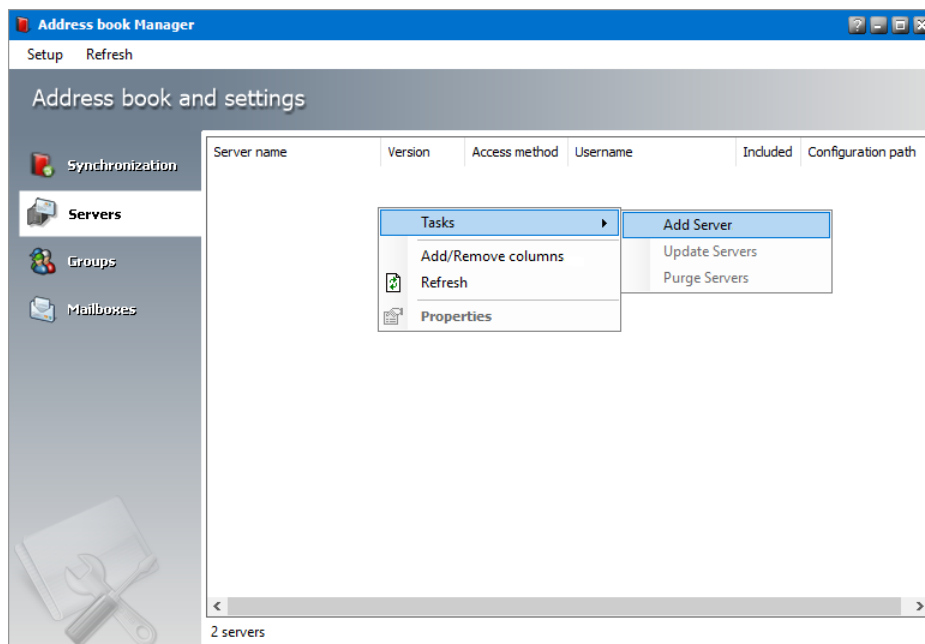 Address book Manager
Setup Refresh
Address book and settings
Server name Version Access method Username Included Configuration path
Synchronization
Servers
Groups
Mailboxes
Tasks
Add/Remove columns
Refresh
Properties
Add Server
Update Servers
Purge Servers
2 servers